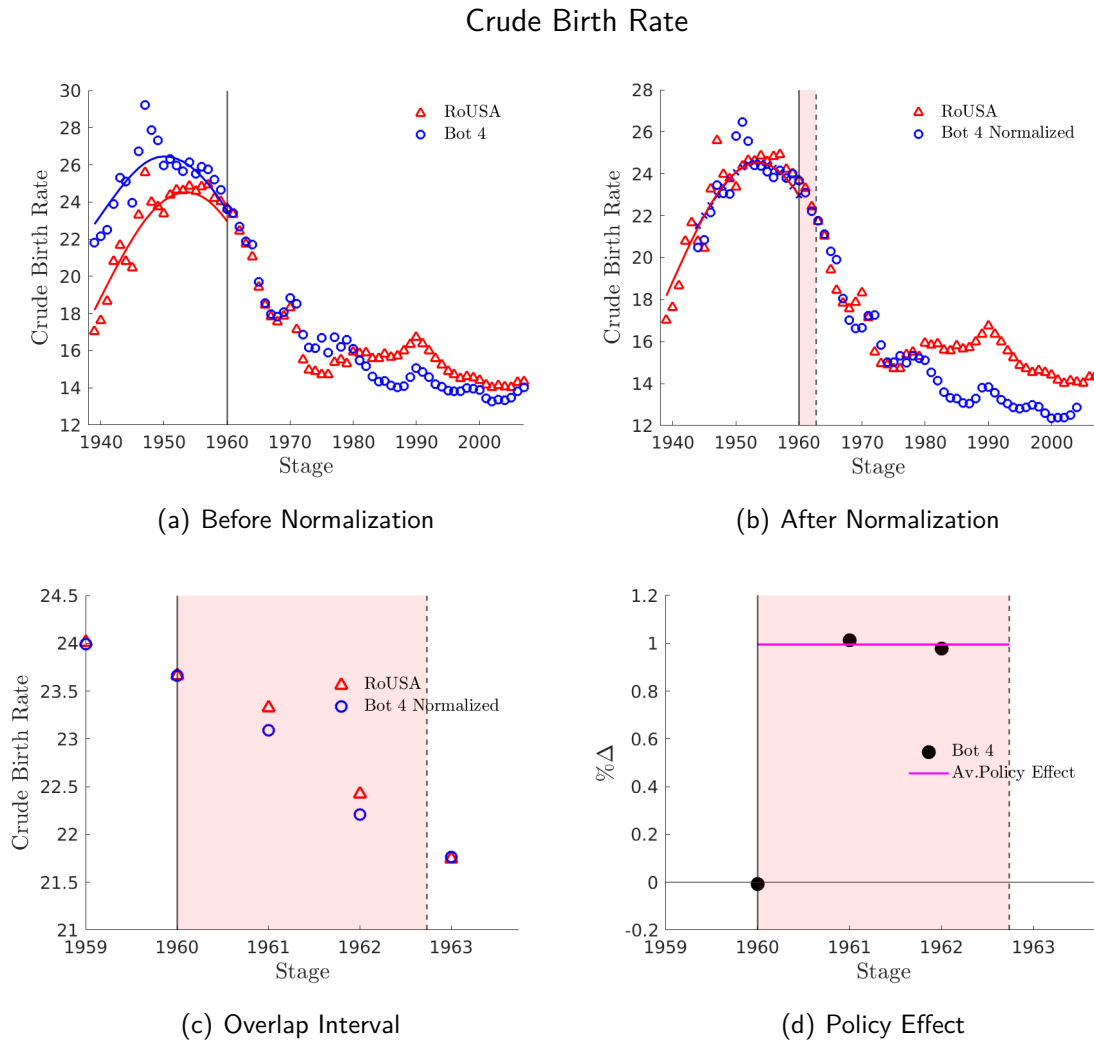 Crude Birth Rate
30
28
26
24
22
20
18
16
14
12
1940 1950 1960 1970 1980 1990 2000
Crude Birth Rate
Stage
RoUSA
Bot 4
(a) Before Normalization
28
26
24
22
20
18
16
14
12
1940 1950 1960 1970 1980 1990 2000
Crude Birth Rate
Stage
RoUSA
Bot 4 Normalized
(b) After Normalization
24.5
24
23.5
23
22.5
22
21.5
21
1959 1960 1961 1962 1963
Crude Birth Rate
Stage
RoUSA
Bot 4 Normalized
(c) Overlap Interval
1.2
1
0.8
0.6
0.4
0.2
0
-0.2
1959 1960 1961 1962 1963
%Δ
Stage
Bot 4
Av.Policy Effect
(d) Policy Effect